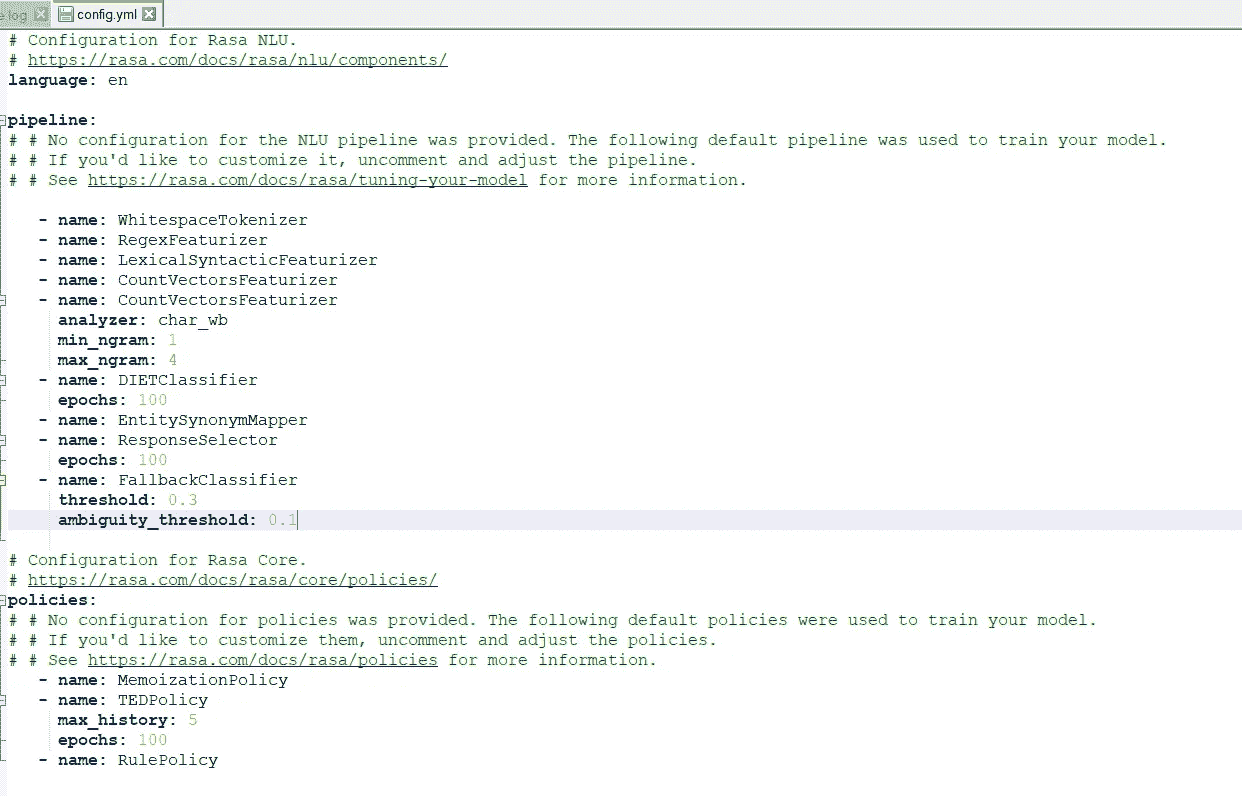 e log
config.yml
# Configuration for Rasa NLU.
# https://rasa.com/docs/rasa/nlu/components/
language: en
pipeline:
# # No configuration for the NLU pipeline was provided. The following default pipeline was used to train your model.
# # If you'd like to customize it, uncomment and adjust the pipeline.
# # See https://rasa.com/docs/rasa/tuning-your-model for more information.
- name: WhitespaceTokenizer
- name: RegexFeaturizer
- name: LexicalSyntacticFeaturizer
- name: CountVectorsFeaturizer
- name: CountVectorsFeaturizer
analyzer: char_wb
min_ngram: 1
max_ngram: 4
- name: DIETClassifier
epochs: 100
- name: EntitySynonymMapper
- name: ResponseSelector
epochs: 100
- name: FallbackClassifier
threshold: 0.3
ambiguity_threshold: 0.1
# Configuration for Rasa Core.
# https://rasa.com/docs/rasa/core/policies/
policies:
# # No configuration for policies was provided. The following default policies were used to train your model.
# # If you'd like to customize them, uncomment and adjust the policies.
# # See https://rasa.com/docs/rasa/policies for more information.
- name: MemoizationPolicy
- name: TEDPolicy
max_history: 5
epochs: 100
- name: RulePolicy